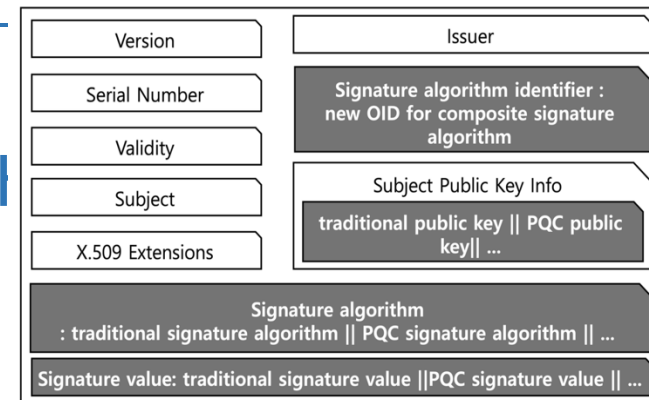 Version
Issuer
Serial Number
Signature algorithm identifier :
new OID for composite signature
algorithm
Validity
Subject
Subject Public Key Info
traditional public key || PQC public
key|| ...
X.509 Extensions
Signature algorithm
: traditional signature algorithm || PQC signature algorithm || ...
Signature value: traditional signature value ||PQC signature value || ...